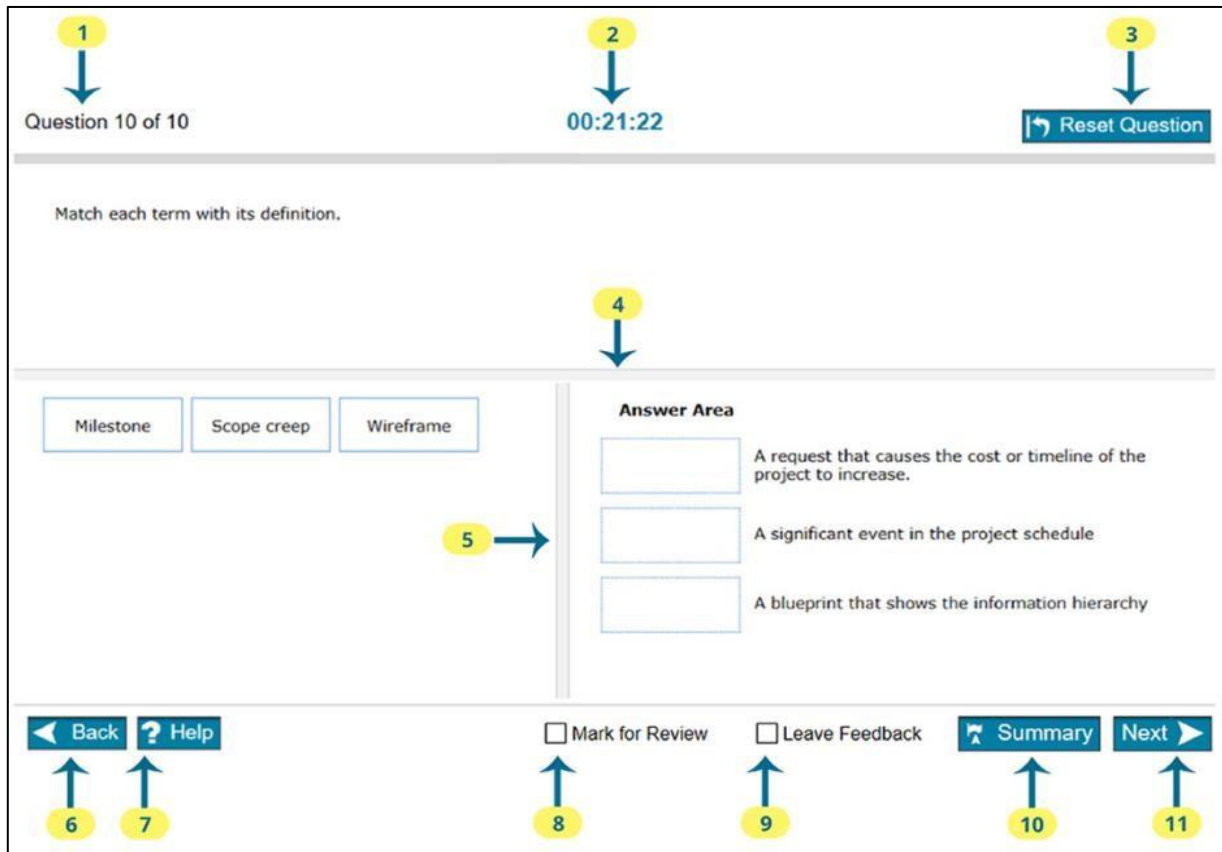 1
2
3
Question 10 of 10
00:21:22
Reset Question
Match each term with its definition.
4
Milestone
Scope creep
Wireframe
Answer Area
A request that causes the cost or timeline of the
project to increase.
5
A significant event in the project schedule
A blueprint that shows the information hierarchy
Back
? Help
Mark for Review
Leave Feedback
Summary
Next
6
7
8
9
10
11